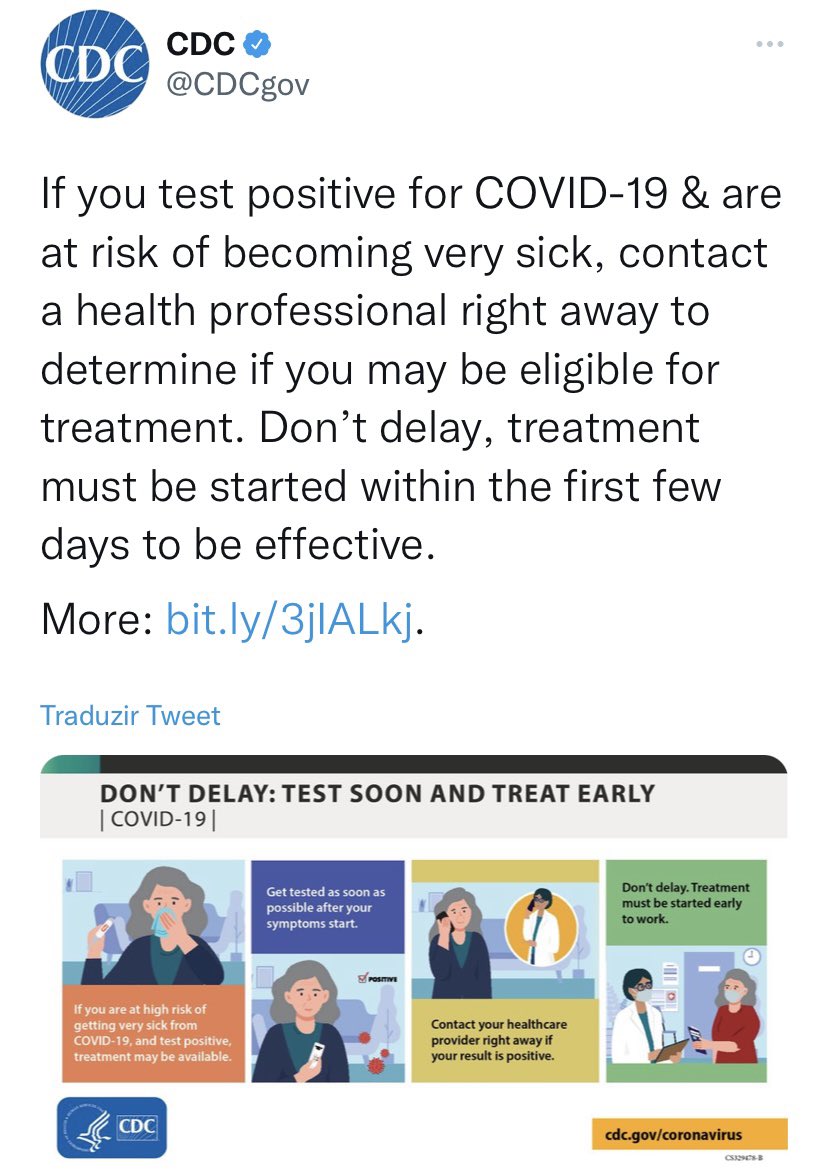 CDC
CDC
@CDCgov
If you test positive for COVID-19 & are
at risk of becoming very sick, contact
a health professional right away to
determine if you may be eligible for
treatment. Don’t delay, treatment
must be started within the first few
days to be effective.
More: bit.ly/3jlALkj.
Traduzir Tweet
DON’T DELAY: TEST SOON AND TREAT EARLY
| COVID-19 |
If you are at high risk of
getting very sick from
COVID-19, and test positive,
treatment may be available.
Get tested as soon as
possible after your
symptoms start.
POSITIVE
Contact your healthcare
provider right away if
your result is positive.
Don't delay. Treatment
must be started early
to work.
CDC
cdc.gov/coronavirus
CS329478-B